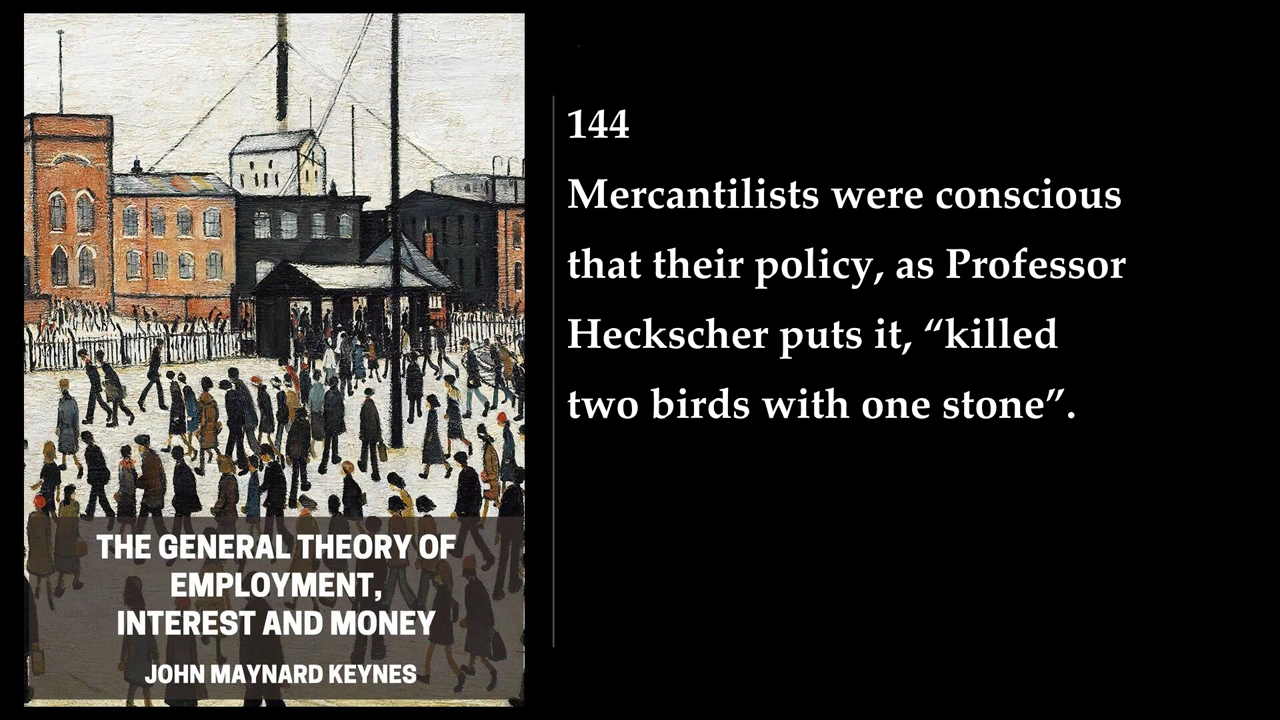 THE GENERAL THEORY OF
EMPLOYMENT,
INTEREST AND MONEY
JOHN MAYNARD KEYNES
144
Mercantilists were conscious
that their policy, as Professor
Heckscher puts it, “killed
two birds with one stone”.